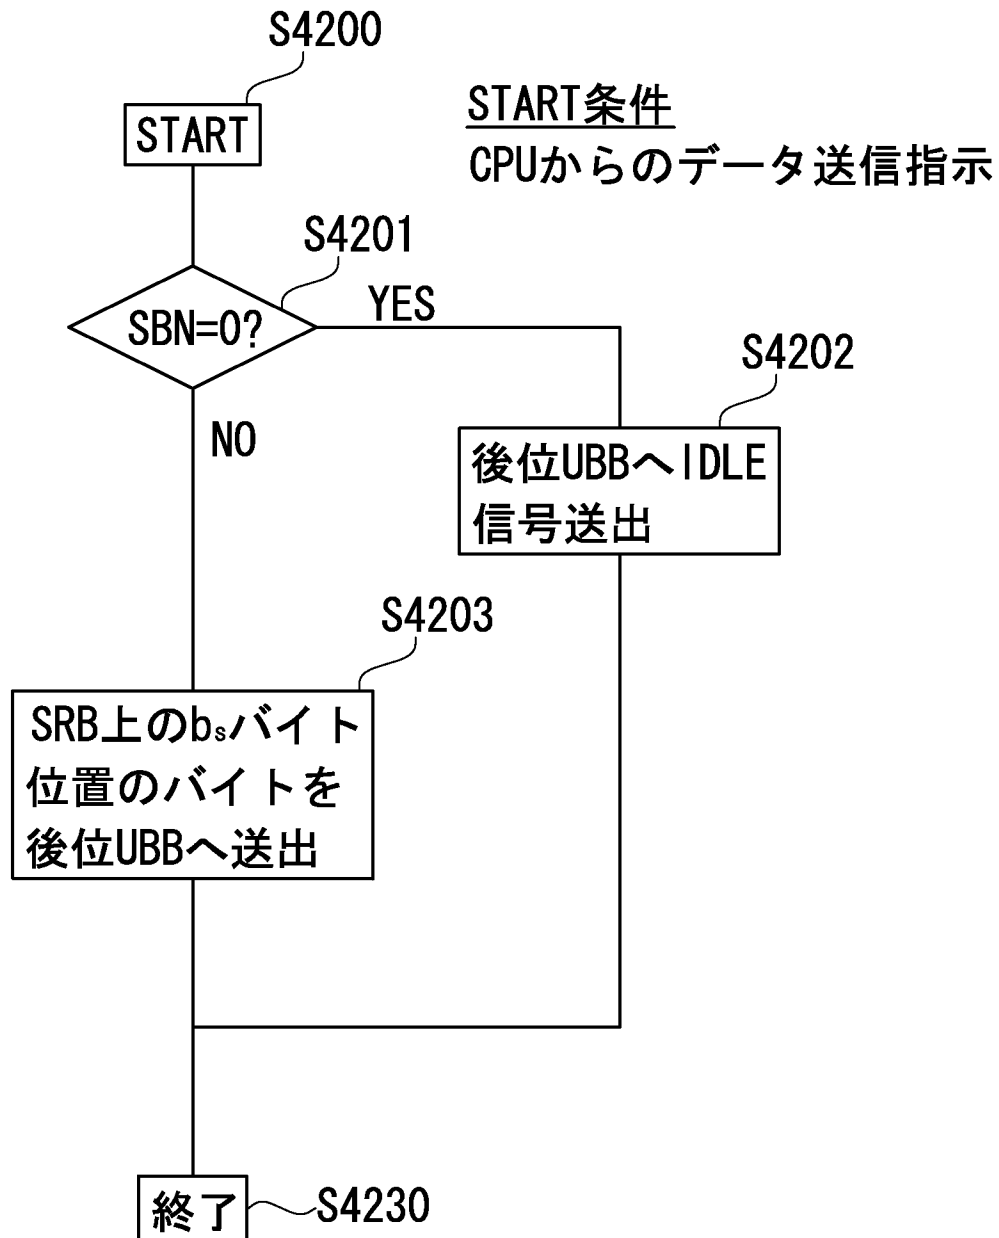 S4200
START
START条件
CPUからのデータ送信指示
S4201
SBN=0?
YES
NO
S4202
後位UBBへIDLE
信号送出
S4203
SRB上のbsバイト
位置のバイトを
後位UBBへ送出
終了
S4230